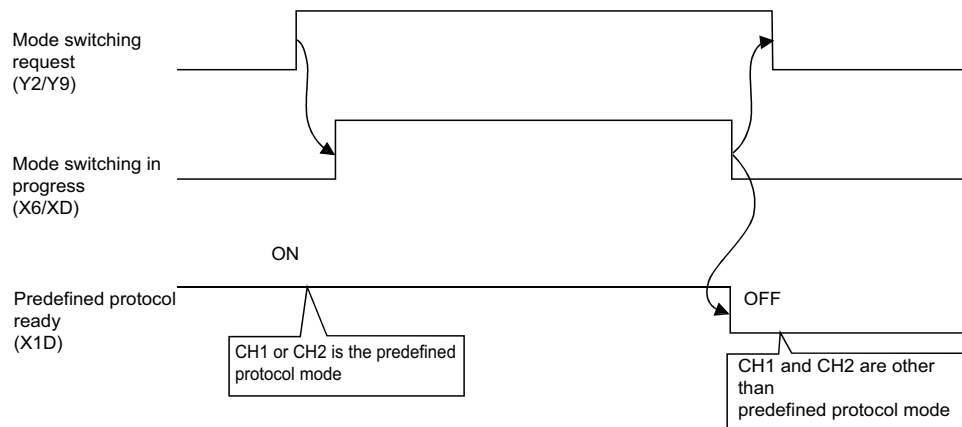 Mode switching
request
(Y2/Y9)
Mode switching in
progress
(X6/XD)
ON
Predefined protocol
ready
(X1D)
OFF
CH1 or CH2 is the predefined
protocol mode
CH1 and CH2 are other
than
predefined protocol mode